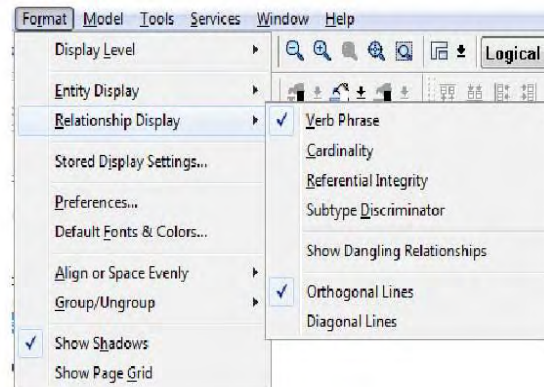 Format Model Tools Services Window Help
Display Level
Logical
Entity Display
Relationship Display
Stored Display Settings...
Preferences...
Default Fonts & Colors...
Align or Space Evenly
Group/Ungroup
Show Shadows
Show Page Grid
Verb Phrase
Cardinality
Referential Integrity
Subtype Discriminator
Show Dangling Relationships
Orthogonal Lines
Diagonal Lines